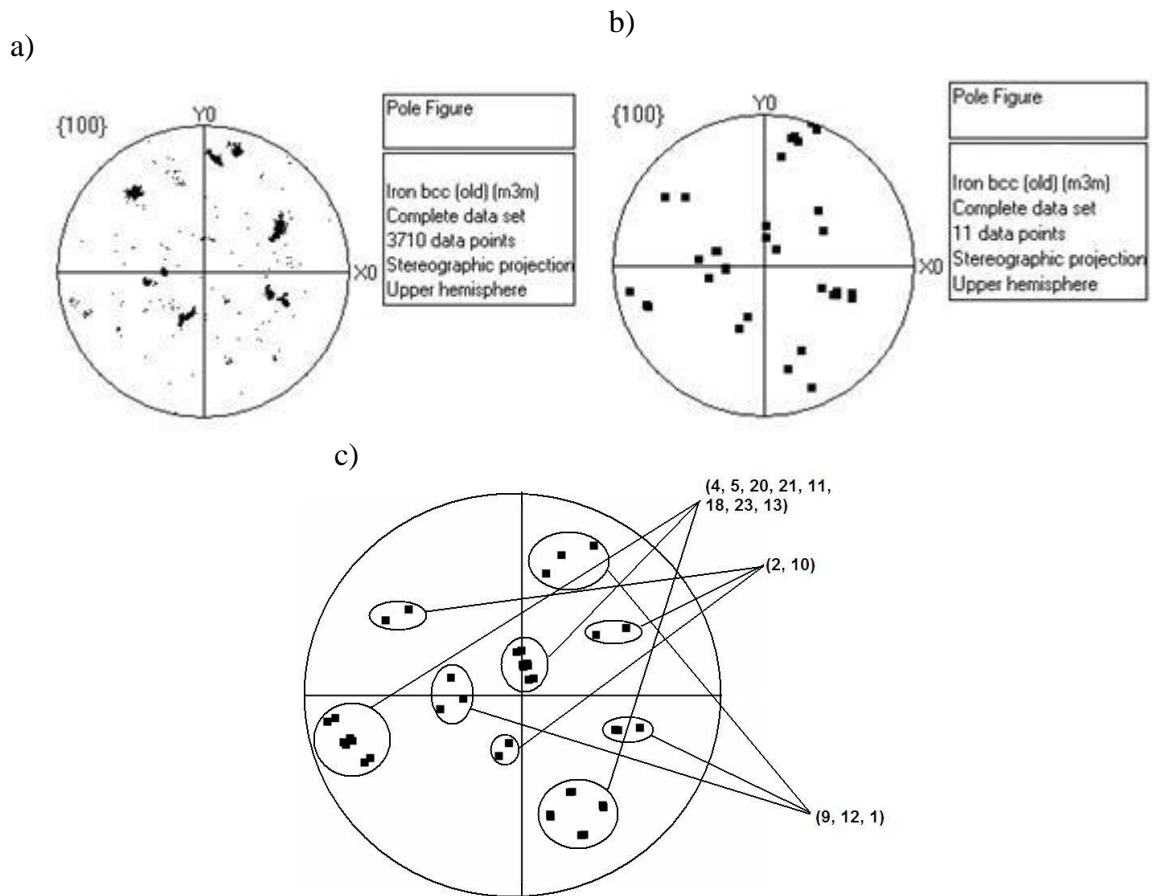 a)
{100}
Y0
X0
Pole Figure
Iron bcc (old) (m3m)
Complete data set
3710 data points
Stereographic projection
Upper hemisphere
b)
{100}
Y0
X0
Pole Figure
Iron bcc (old) (m3m)
Complete data set
11 data points
Stereographic projection
Upper hemisphere
c)
(4, 5, 20, 21, 11,
18, 23, 13)
(2, 10)
(9, 12, 1)